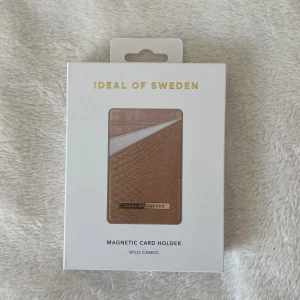 IDEAL OF SWEDEN
IDEAL OF SWEDEN
MAGNETIC CARD HOLDER
WILD CAMEO